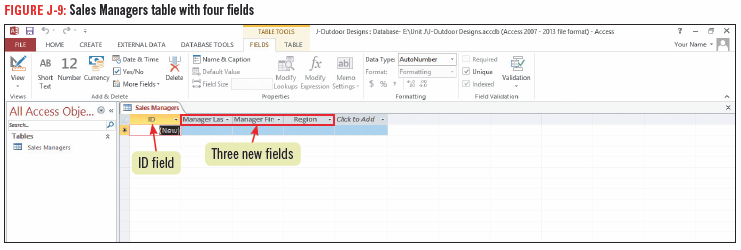 FIGURE J-9: Sales Managers table with four fields
TABLE TOOLS
J-Outdoor Designs : Database- E:\Unit J\J-Outdoor Designs.accdb (Access 2007 - 2013 file format) - Access
FILE HOME CREATE EXTERNAL DATA DATABASE TOOLS FIELDS TABLE
Your Name
View
AB
Short Text
12
Number
Currency
Date & Time
Yes/No
More Fields
Delete
Name & Caption
Default Value
Field Size
Modify Lookups
fx
Modify Expression
ab
Memo Settings
Data Type: AutoNumber
Format: Formatting
$ % ,
Required
Unique
Indexed
Validation
Views
Add & Delete
Properties
Formatting
Field Validation
All Access Obje...
Search...
Tables
Sales Managers
Sales Managers
ID Manager Las Manager Fir Region Click to Add
(New)
ID field
Three new fields